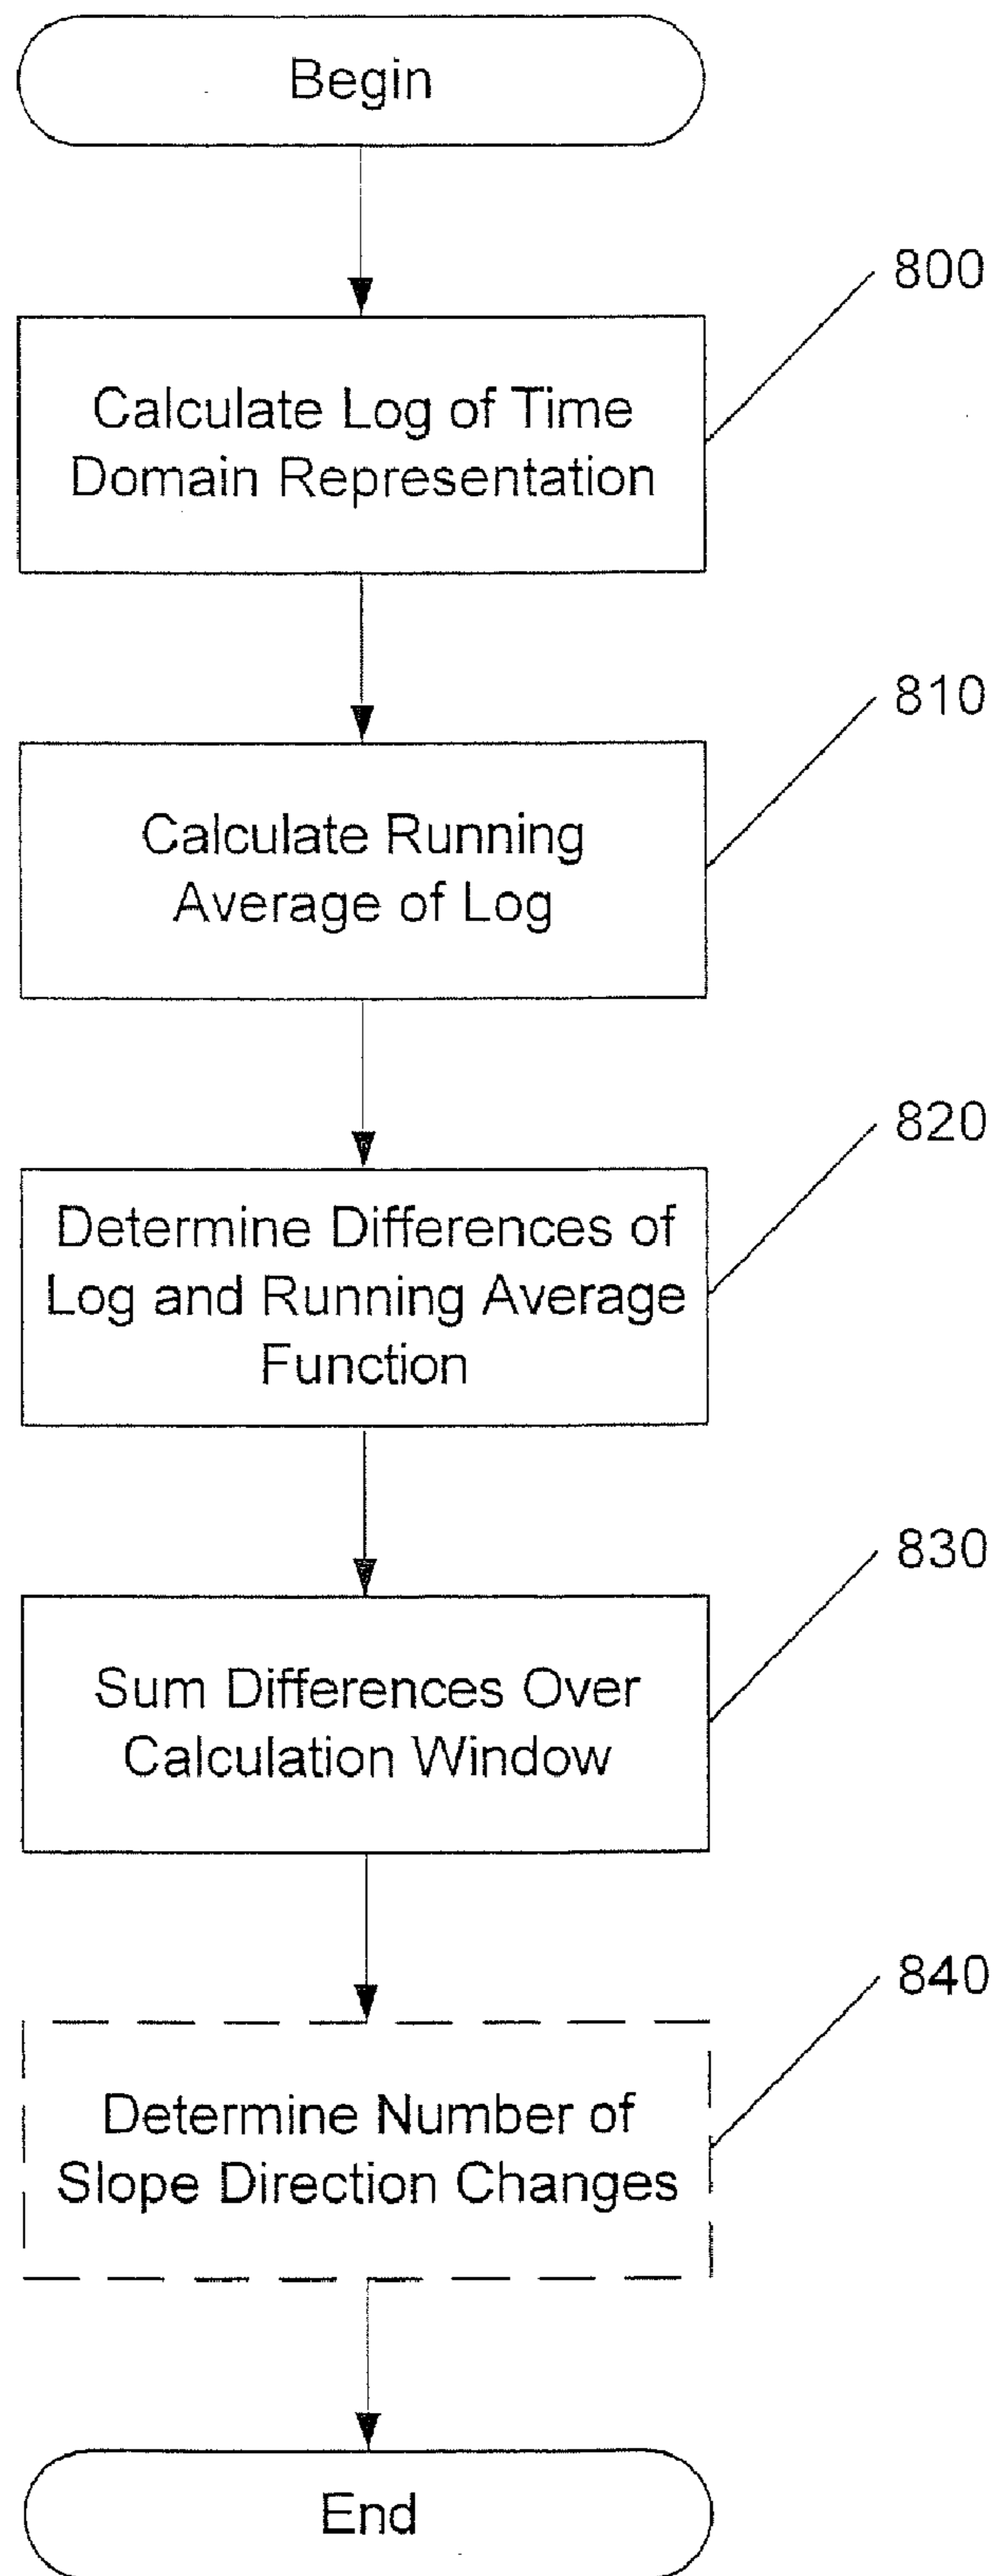 Begin
800
Calculate Log of Time
Domain Representation
810
Calculate Running
Average of Log
820
Determine Differences of
Log and Running Average
Function
830
Sum Differences Over
Calculation Window
840
Determine Number of
Slope Direction Changes
End